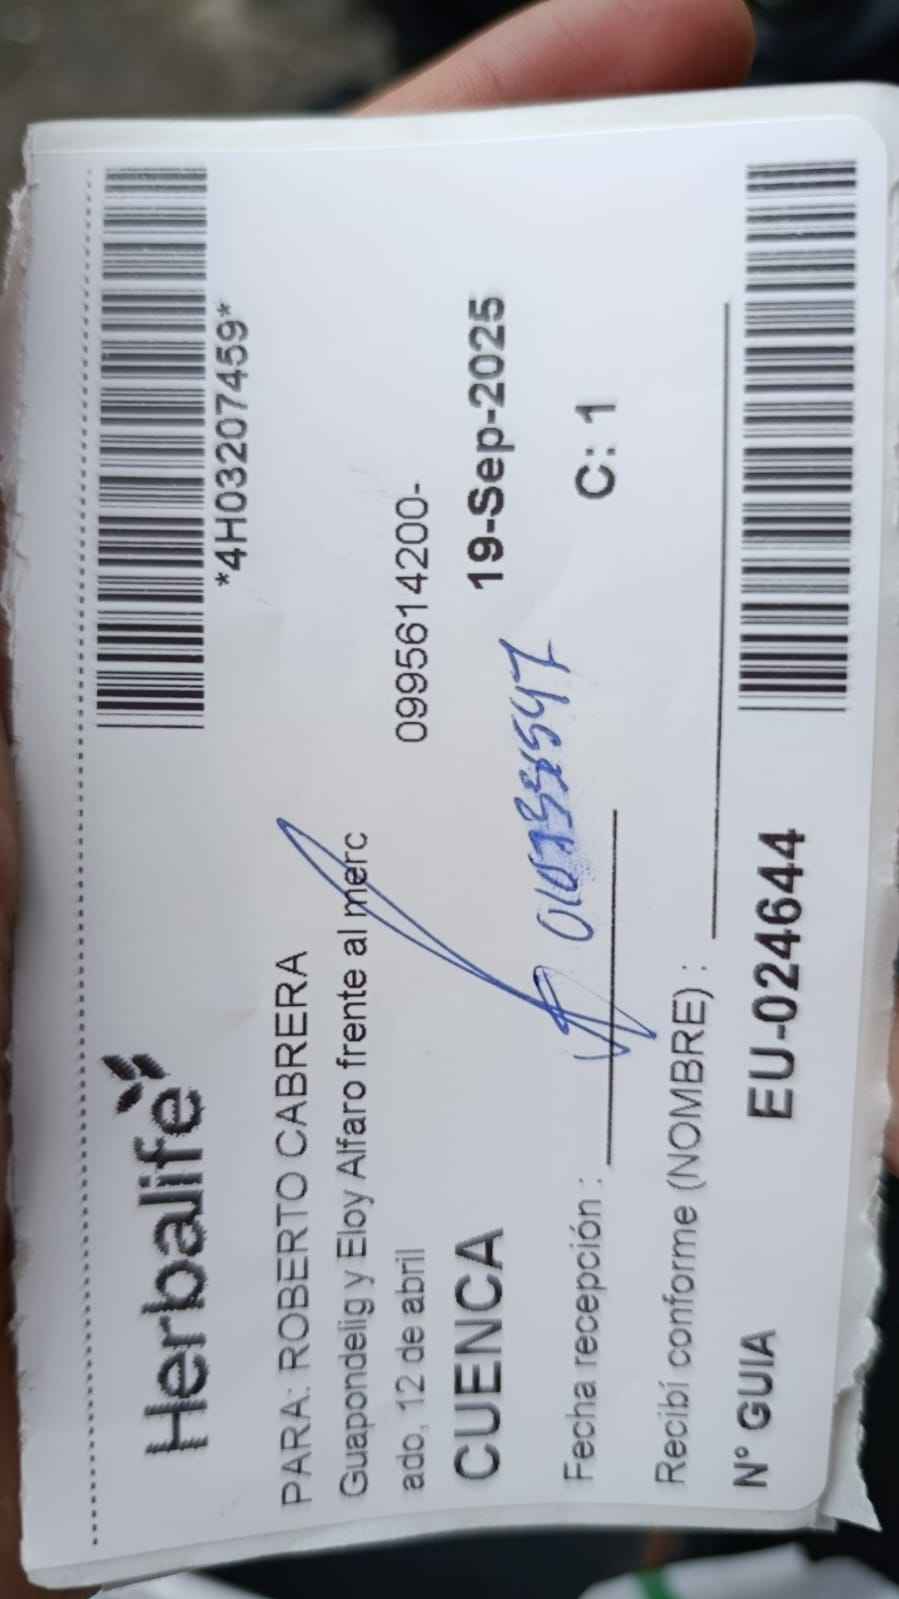 Herbalife
*4H03207459*
PARA: ROBERTO CABRERA
Guapondelig y Eloy Alfaro frente al merc
ado, 12 de abril
0995614200-
CUENCA
19-Sep-2025
Fecha recepción :
C: 1
Recibí conforme (NOMBRE) :
N° GUIA
EU-024644